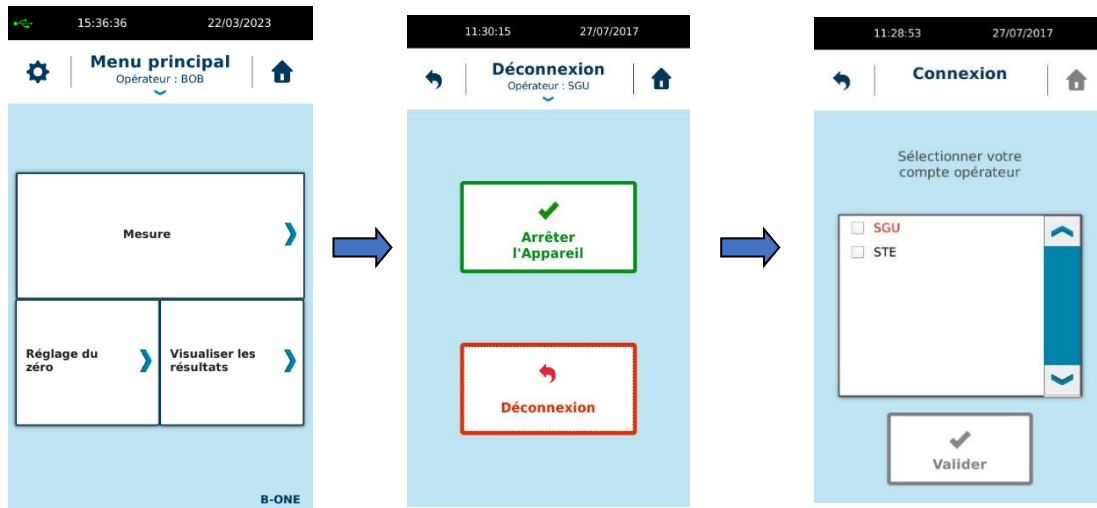 15:36:36 22/03/2023
Menu principal
Opérateur : BOB
Mesure
Réglage du
zéro
Visualiser les
résultats
B-ONE
11:30:15 27/07/2017
Déconnexion
Opérateur : SGU
Arrêter
l'Appareil
Déconnexion
11:28:53 27/07/2017
Connexion
Sélectionner votre
compte opérateur
SGU
STE
Valider